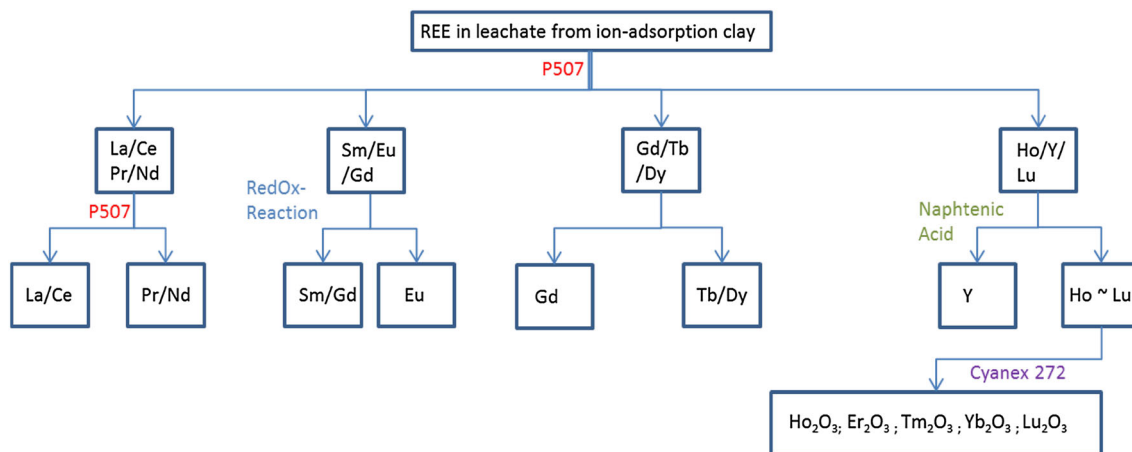 REE in leachate from ion-adsorption clay
P507
La/Ce
Pr/Nd
Sm/Eu
/Gd
Gd/Tb
/Dy
Ho/Y/
Lu
P507
RedOx-
Reaction
Naphtenic
Acid
La/Ce
Pr/Nd
Sm/Gd
Eu
Gd
Tb/Dy
Y
Ho ~ Lu
Cyanex 272
Ho₂O₃; Er₂O₃ ; Tm₂O₃ ; Yb₂O₃ ; Lu₂O₃